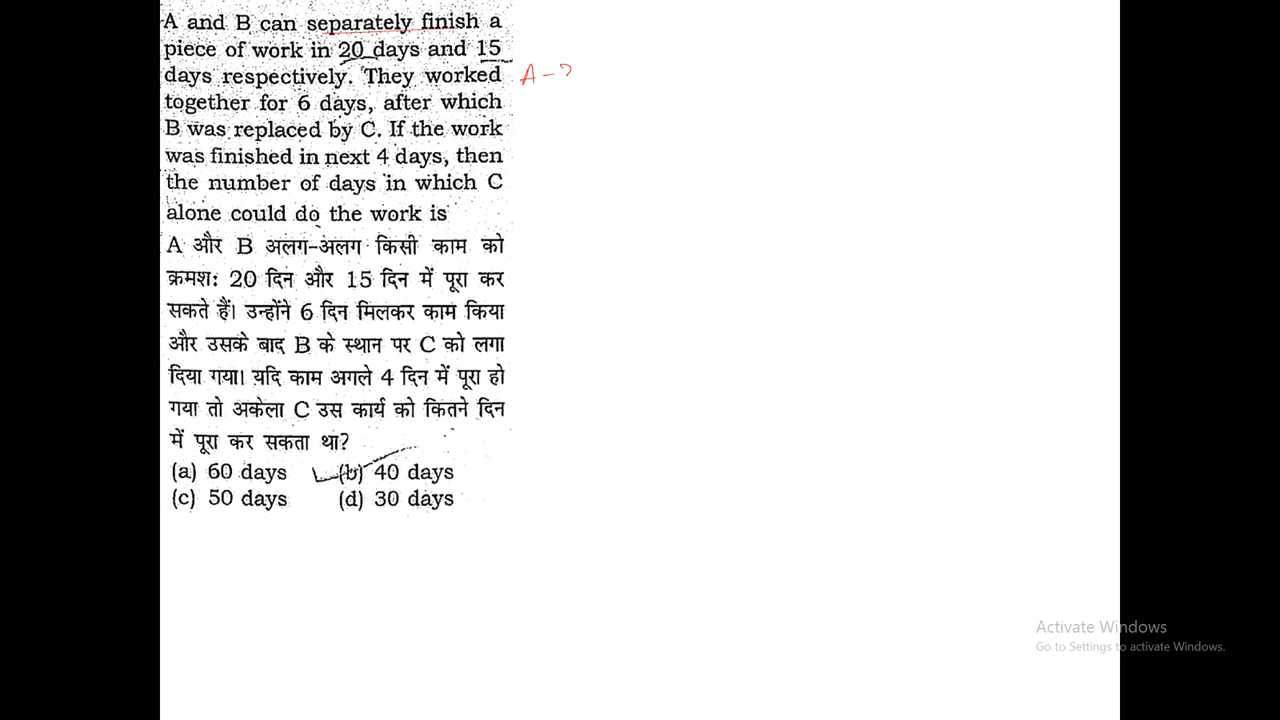 A and B can separately finish a
piece of work in 20 days and 15
days respectively. They worked
together for 6 days, after which
B was replaced by C. If the work
was finished in next 4 days, then
the number of days in which C
alone could do the work is
A और B अलग-अलग किसी काम को
क्रमश: 20 दिन और 15 दिन में पूरा कर
सकते हैं। उन्होंने 6 दिन मिलकर काम किया
और उसके बाद B के स्थान पर C को लगा
दिया गया। यदि काम अगले 4 दिन में पूरा हो
गया तो अकेला C उस कार्य को कितने दिन
में पूरा कर सकता था?
(a) 60 days (b) 40 days
(c) 50 days (d) 30 days
A -
Activate Windows
Go to Settings to activate Windows.